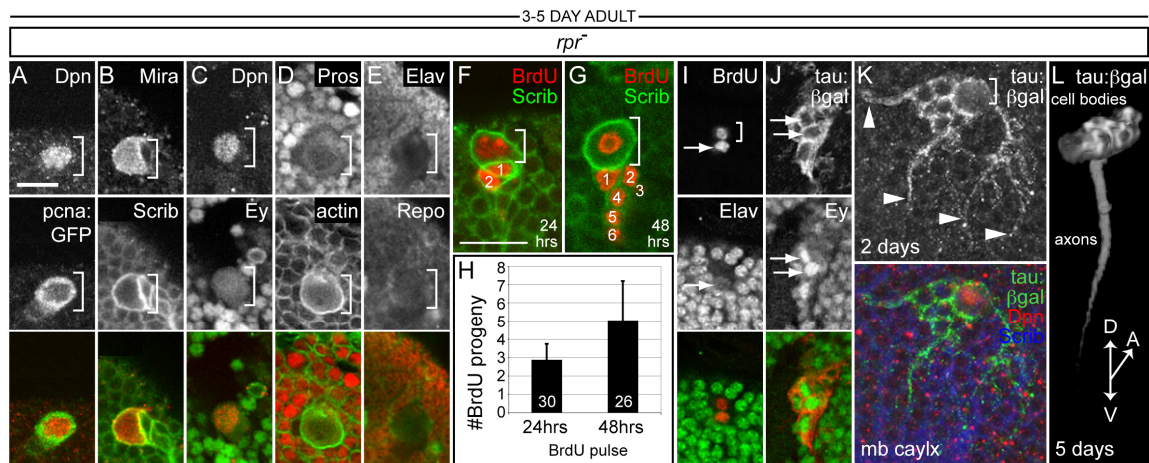 3-5 DAY ADULT
rpr-
A Dpn
pcna:
GFP
B Mira
Scrib
C Dpn
Ey
D Pros
actin
E Elav
Repo
F BrdU
Scrib
1
2
24
hrs
G BrdU
Scrib
1
2
3
4
5
6
48
hrs
H
#BrdU progeny
8
7
6
5
4
3
2
1
0
30
26
24hrs
48hrs
BrdU pulse
I BrdU
Elav
J tau:
βgal
Ey
K tau:
βgal
2 days
tau:
βgal
Dpn
Scrib
mb caylx
L tau:βgal
cell bodies
axons
D
A
V
5 days